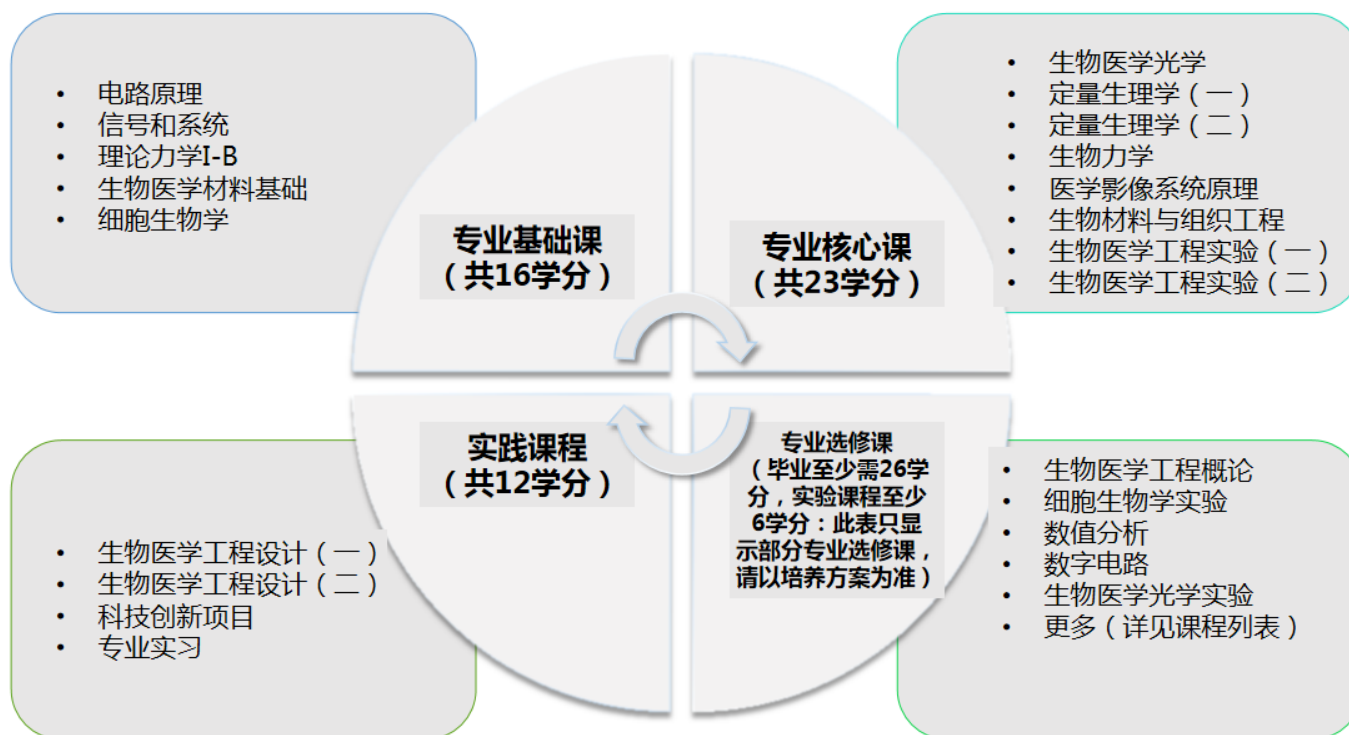 • 电路原理
• 信号和系统
• 理论力学I-B
• 生物医学材料基础
• 细胞生物学
专业基础课
（共16学分）
专业核心课
（共23学分）
• 生物医学光学
• 定量生理学（一）
• 定量生理学（二）
• 生物力学
• 医学影像系统原理
• 生物材料与组织工程
• 生物医学工程实验（一）
• 生物医学工程实验（二）
实践课程
（共12学分）
• 生物医学工程设计（一）
• 生物医学工程设计（二）
• 科技创新项目
• 专业实习
专业选修课
（毕业至少需26学
分，实验课程至少
6学分：此表只显
示部分专业选修课，
请以培养方案为准）
• 生物医学工程概论
• 细胞生物学实验
• 数值分析
• 数字电路
• 生物医学光学实验
• 更多（详见课程列表）